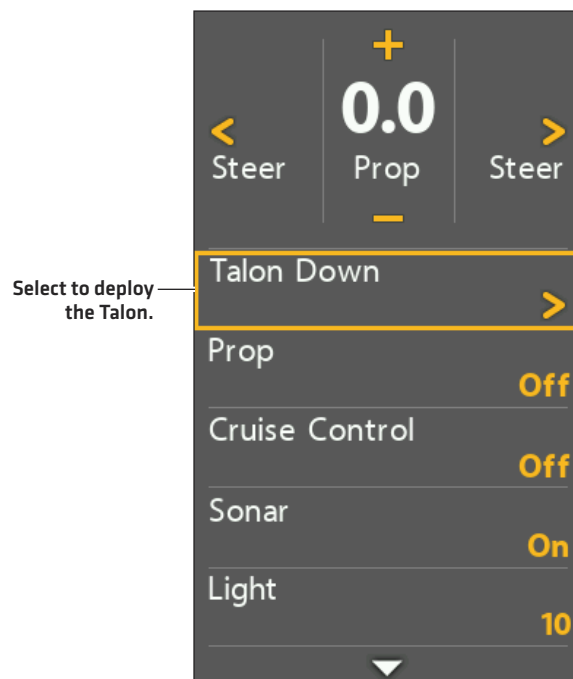 +
0.0
< >
Steer Prop Steer
−
Select to deploy
the Talon.
Talon Down
>
Prop
Off
Cruise Control
Off
Sonar
On
Light
10